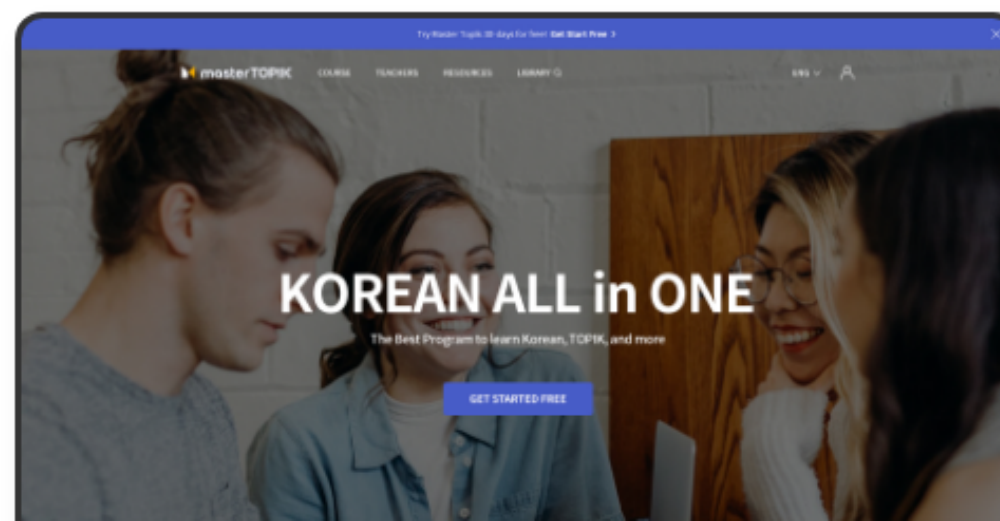 Try Master Topik 30 days for free! Get Start Free
masterTOPIK COURSE TEACHERS RESOURCES LIBRARY ENG
KOREAN ALL in ONE
The Best Program to learn Korean, TOPIK, and more
GET STARTED FREE